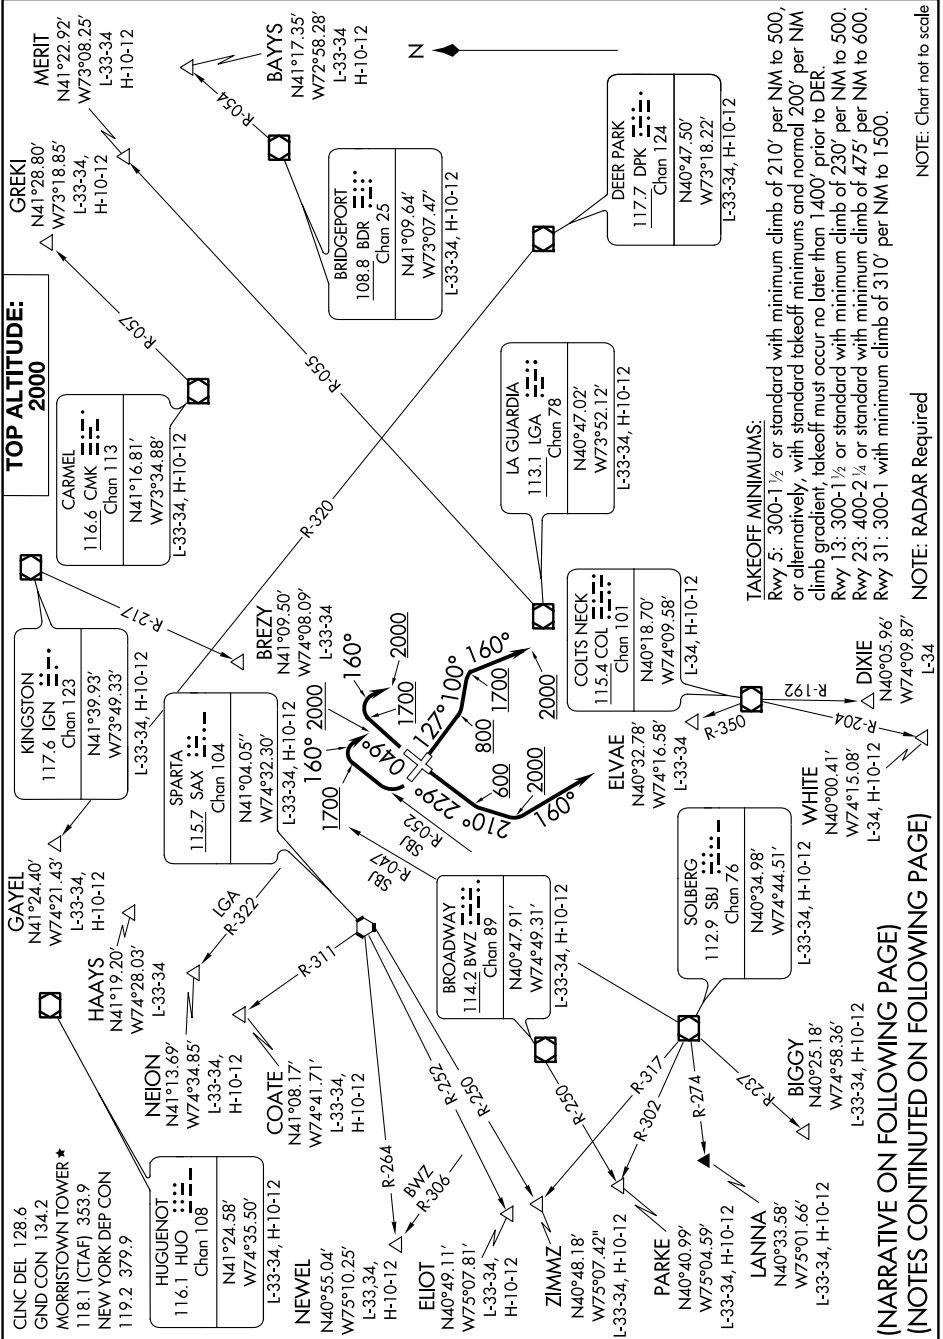 CLNC DEL 128.6
GND CON 134.2
MORRISTOWN TOWER★
118.1 (CTAF) 353.9
NEW YORK DEP CON
119.2 379.9
TOP ALTITUDE:
2000
HUGUENOT
116.1 HUO
Chan 108
N41°24.58'
W74°35.50'
L-33-34, H-10-12
HAAYS
N41°19.20'
W74°28.03'
L-33-34
GAYEL
N41°24.40'
W74°21.43'
L-33-34,
H-10-12
KINGSTON
117.6 IGN
Chan 123
N41°39.93'
W73°49.33'
L-33-34, H-10-12
R-217
BREZY
N41°09.50'
W74°08.09'
L-33-34
CARMEL
116.6 CMK
Chan 113
N41°16.81'
W73°34.88'
L-33-34, H-10-12
R-057
GREKI
N41°28.80'
W73°18.85'
L-33-34,
H-10-12
MERIT
N41°22.92'
W73°08.25'
L-33-34
H-10-12
R-055
BRIDGEPORT
108.8 BDR
Chan 25
N41°09.64'
W73°07.47'
L-33-34, H-10-12
R-054
BAYYS
N41°17.35'
W72°58.28'
L-33-34
H-10-12
N
NEION
N41°13.69'
W74°34.85'
L-33-34,
H-10-12
LGA
R-322
COATE
N41°08.17'
W74°41.71'
L-33-34,
H-10-12
R-311
SPARTA
115.7 SAX
Chan 104
N41°04.05''
W74°32.30'
L-33-34, H-10-12
R-320
DEER PARK
117.7 DPK
Chan 124
N40°47.50'
W73°18.22'
L-33-34, H-10-12
LA GUARDIA
113.1 LGA
Chan 78
N40°47.02'
W73°52.12'
L-33-34, H-10-12
1700
160°
2000
049°
160°
1700
2000
127°
100°
160°
800
1700
2000
229°
600
210°
2000
160°
SBJ
R-052
SBJ
R-047
NEWEL
N40°55.04'
W75°10.25'
L-33,34,
H-10-12
R-264
BWZ
R-306
R-252
R-250
ELIOT
N40°49.11'
W75°07.81'
L-33-34,
H-10-12
ZIMMZ
N40°48.18'
W75°07.42"
L-33-34, H-10-12
BROADWAY
114.2 BWZ
Chan 89
N40°47.91'
W74°49.31'
L-33-34, H-10-12
R-250
R-317
R-302
R-274
R-237
PARKE
N40°40.99'
W75°04.59'
L-33-34, H-10-12
LANNA
N40°33.58'
W75°01.66'
L-33-34, H-10-12
BIGGY
N40°25.18'
W74°58.36'
L-33-34, H-10-12
SOLBERG
112.9 SBJ
Chan 76
N40°34.98'
W74°44.51'
L-33-34, H-10-12
ELVAE
N40°32.78'
W74°16.58'
L-33-34
R-350
COLTS NECK
115.4 COL
Chan 101
N40°18.70'
W74°09.58'
L-34, H-10-12
R-192
R-204
WHITE
N40°00.41'
W74°15.08'
L-34, H-10-12
DIXIE
N40°05.96'
W74°09.87'
L-34
TAKEOFF MINIMUMS:
Rwy 5: 300-1 ½ or standard with minimum climb of 210' per NM to 500,
or alternatively, with standard takeoff minimums and normal 200' per NM
climb gradient, takeoff must occur no later than 1400' prior to DER.
Rwy 13: 300-1 ½ or standard with minimum climb of 230' per NM to 500.
Rwy 23: 400-2 ¼ or standard with minimum climb of 475' per NM to 600.
Rwy 31: 300-1 with minimum climb of 310' per NM to 1500.
NOTE: RADAR Required
NOTE: Chart not to scale
(NARRATIVE ON FOLLOWING PAGE)
(NOTES CONTINUTED ON FOLLOWING PAGE)